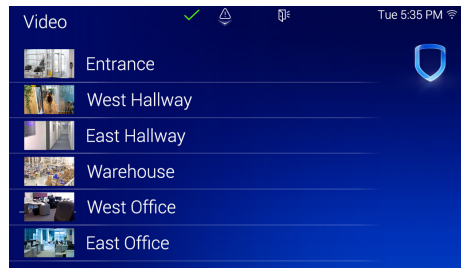 Video
Tue 5:35 PM
Entrance
West Hallway
East Hallway
Warehouse
West Office
East Office